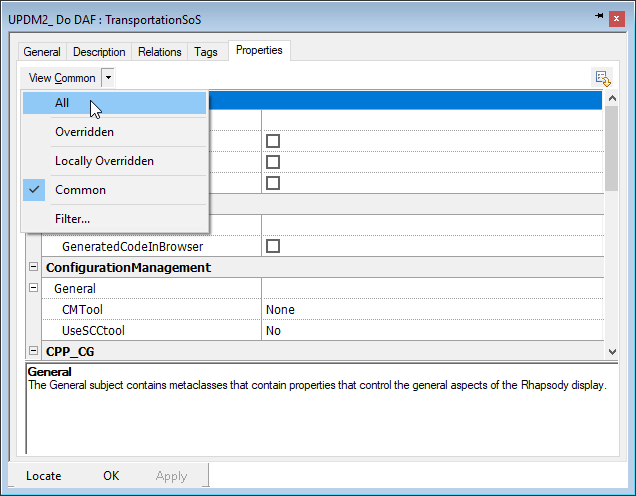 UPDM2_ Do DAF : TransportationSoS
General Description Relations Tags Properties
View Common
All
Overridden
Locally Overridden
Common
Filter...
GeneratedCodeInBrowser
ConfigurationManagement
General
CMTool None
UseSCCtool No
CPP_CG
General
The General subject contains metaclasses that contain properties that control the general aspects of the Rhapsody display.
Locate OK Apply